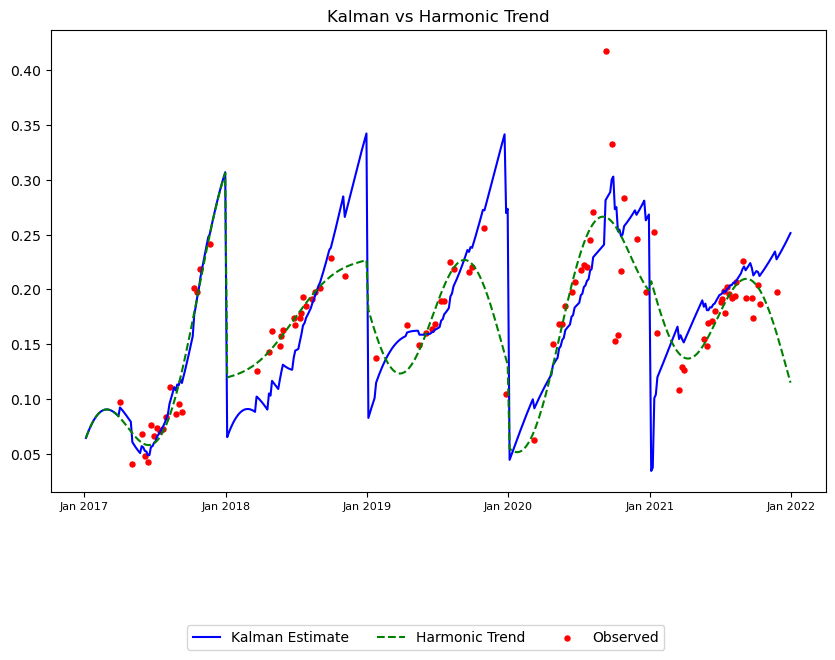 Kalman vs Harmonic Trend
0.40
0.35
0.30
0.25
0.20
0.15
0.10
0.05
Jan 2017 Jan 2018 Jan 2019 Jan 2020 Jan 2021 Jan 2022
Kalman Estimate Harmonic Trend Observed